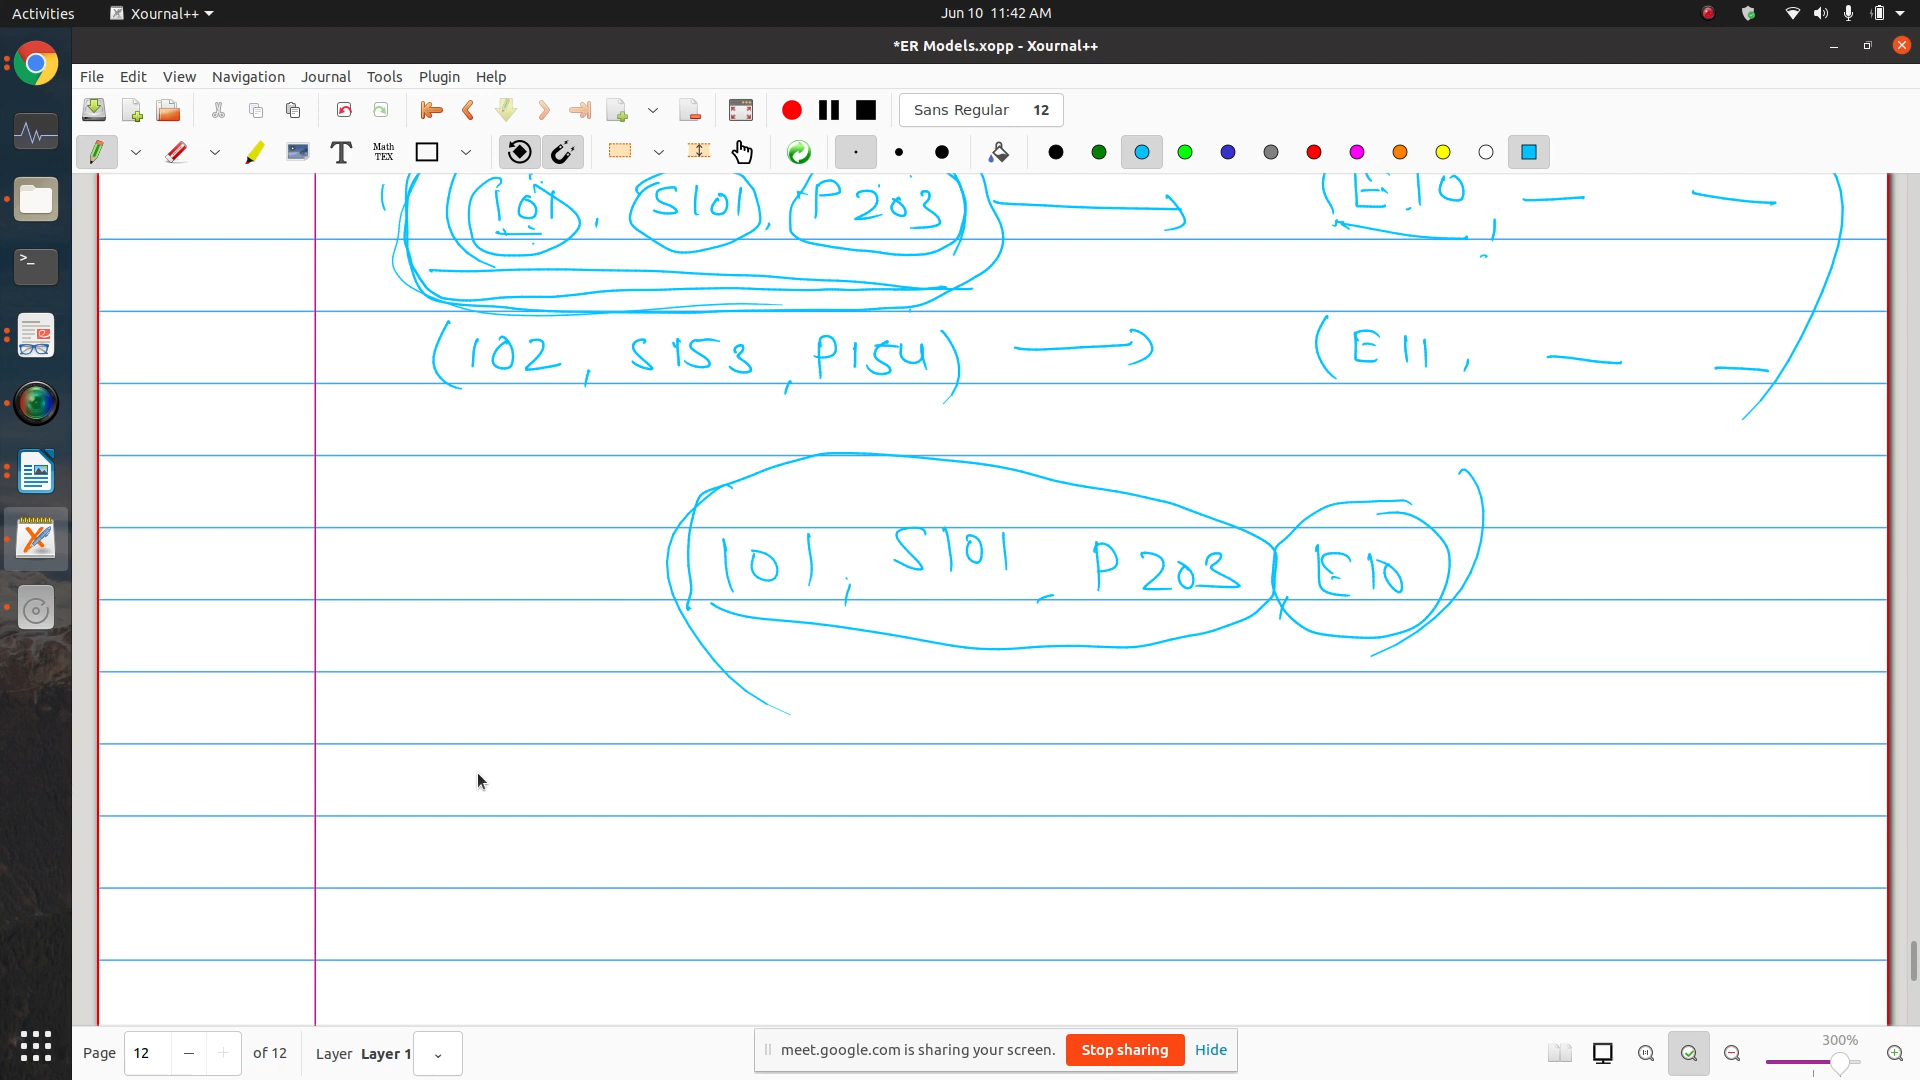 Activities Xournal++ Jun 10 11:42 AM
*ER Models.xopp - Xournal++
File Edit View Navigation Journal Tools Plugin Help
Sans Regular 12
T Math TEX
(101, S101, P203) → (E10, — —
(102, S153, P154) → (E11, — —
(101, S101, P203, E10)
Page 12 − + of 12 Layer Layer 1 meet.google.com is sharing your screen. Stop sharing Hide 300%